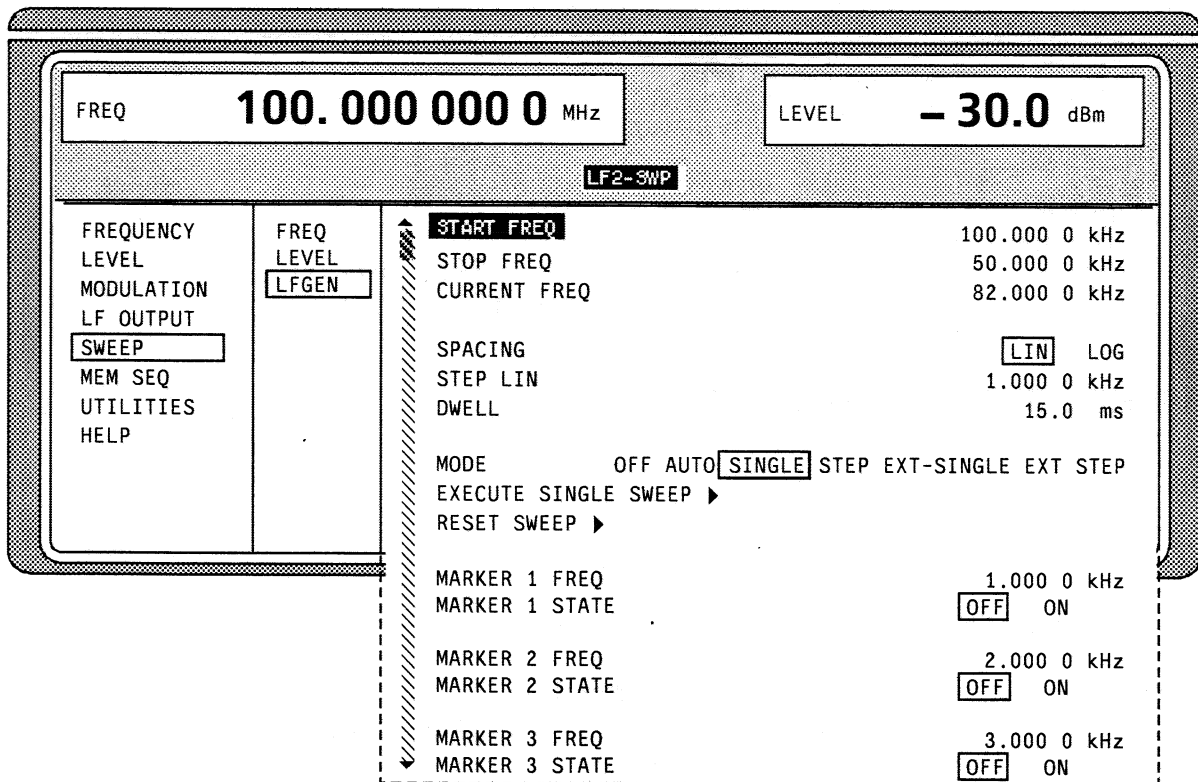 FREQ 100. 000 000 0 MHz
LEVEL – 30.0 dBm
LF2-SWP
FREQUENCY
LEVEL
MODULATION
LF OUTPUT
SWEEP
MEM SEQ
UTILITIES
HELP
FREQ
LEVEL
LFGEN
START FREQ 100.000 0 kHz
STOP FREQ 50.000 0 kHz
CURRENT FREQ 82.000 0 kHz
SPACING LIN LOG
STEP LIN 1.000 0 kHz
DWELL 15.0 ms
MODE OFF AUTO SINGLE STEP EXT-SINGLE EXT STEP
EXECUTE SINGLE SWEEP ▶
RESET SWEEP ▶
MARKER 1 FREQ 1.000 0 kHz
MARKER 1 STATE OFF ON
MARKER 2 FREQ 2.000 0 kHz
MARKER 2 STATE OFF ON
MARKER 3 FREQ 3.000 0 kHz
MARKER 3 STATE OFF ON